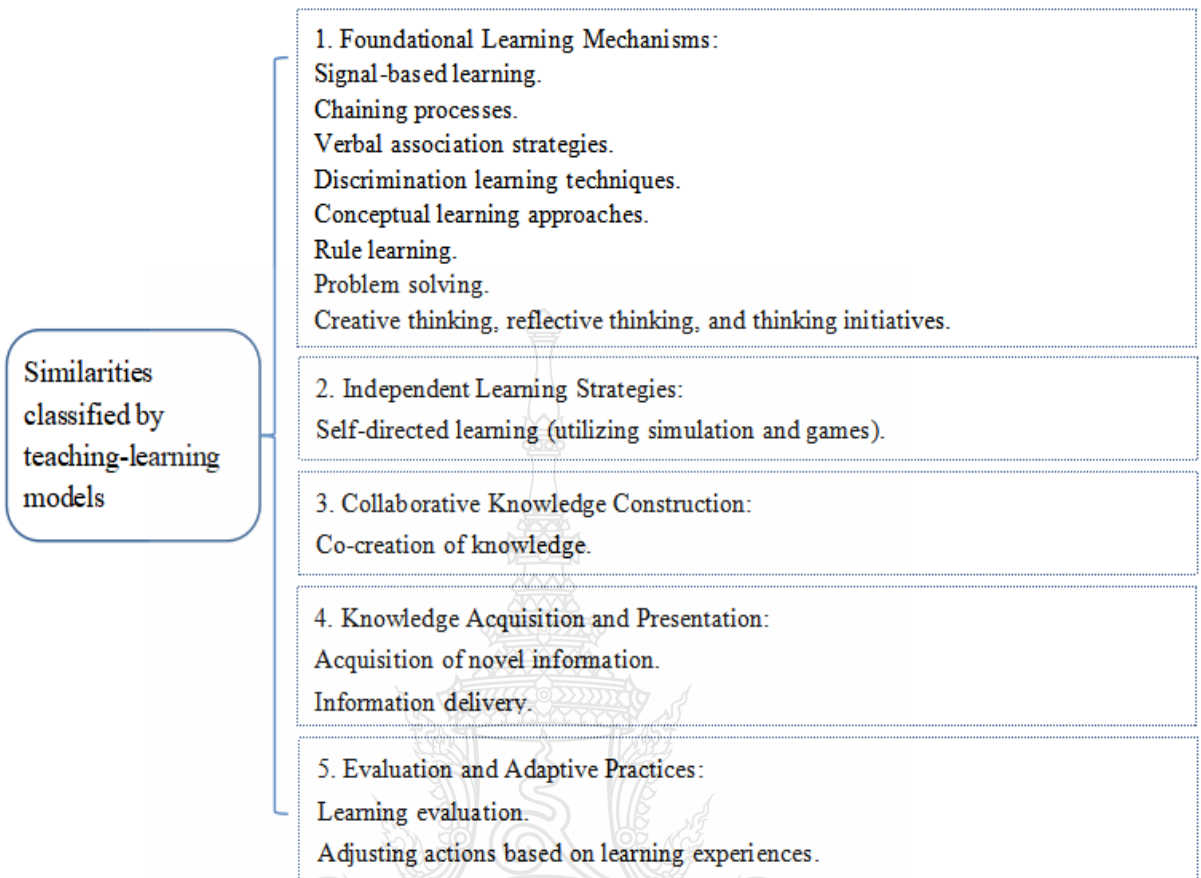 Similarities
classified by
teaching-learning
models
1. Foundational Learning Mechanisms:
Signal-based learning.
Chaining processes.
Verbal association strategies.
Discrimination learning techniques.
Conceptual learning approaches.
Rule learning.
Problem solving.
Creative thinking, reflective thinking, and thinking initiatives.
2. Independent Learning Strategies:
Self-directed learning (utilizing simulation and games).
3. Collaborative Knowledge Construction:
Co-creation of knowledge.
4. Knowledge Acquisition and Presentation:
Acquisition of novel information.
Information delivery.
5. Evaluation and Adaptive Practices:
Learning evaluation.
Adjusting actions based on learning experiences.